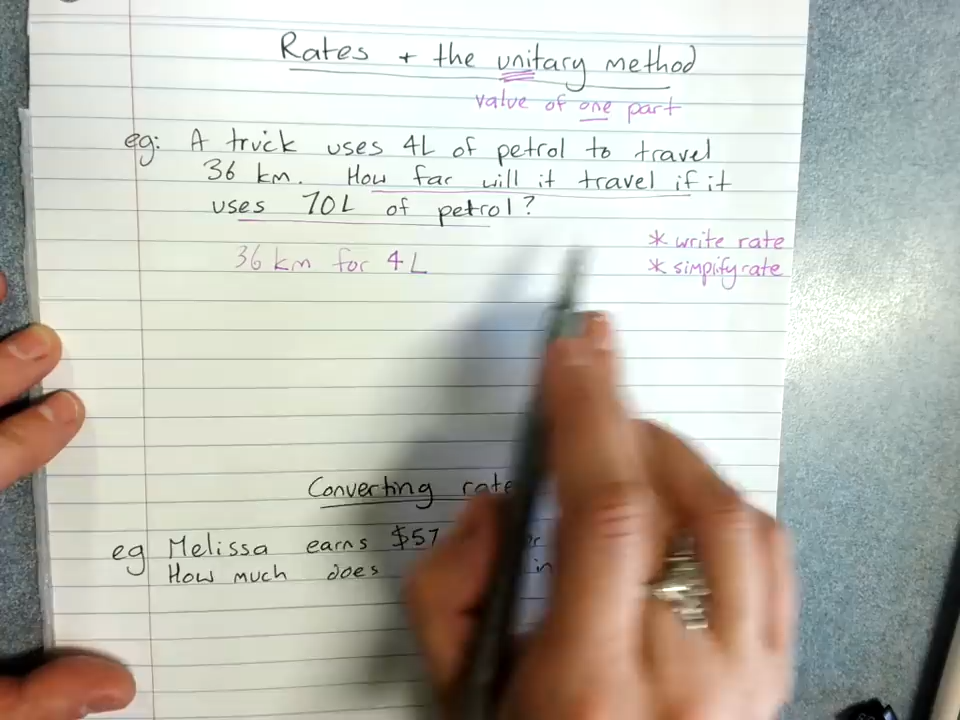 Rates + the unitary method
value of one part
eg: A truck uses 4L of petrol to travel
36 km. How far will it travel if it
uses 70L of petrol?
* write rate
36 km for 4L
* simplify rate
Converting
eg Melissa earns $57
How much does in